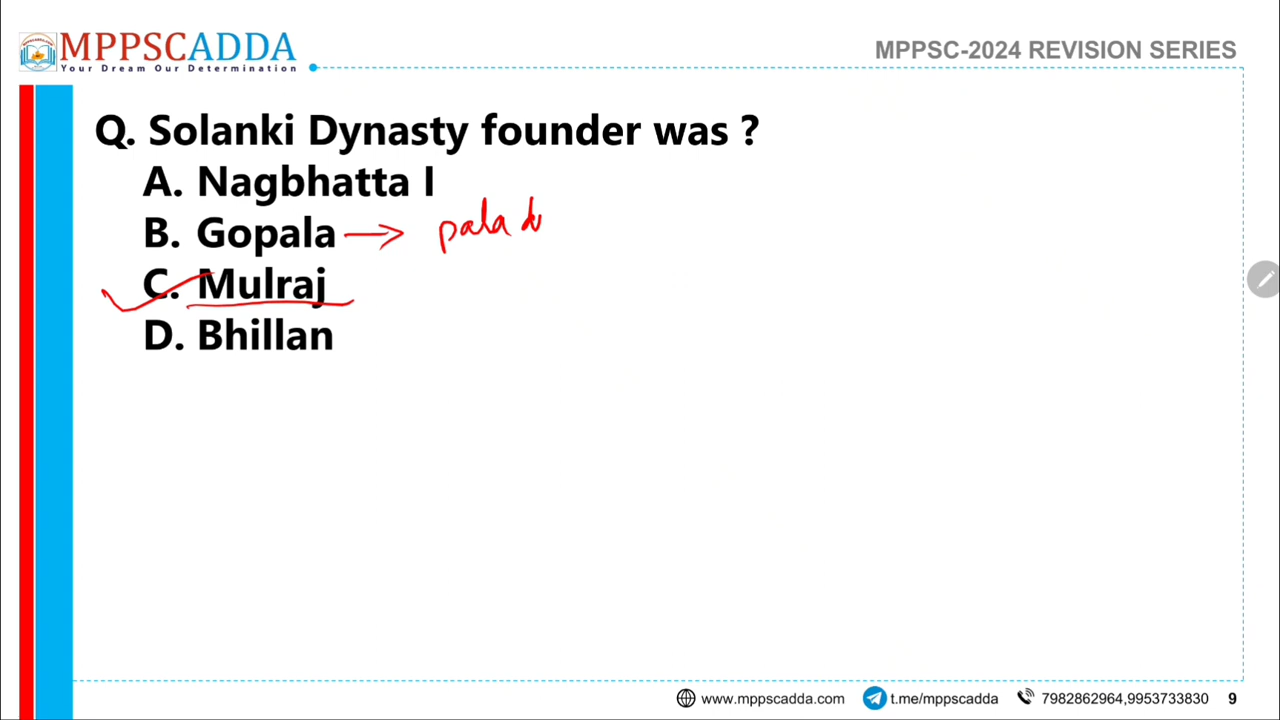 MPPSCADDA
Your Dream Our Determination
MPPSC-2024 REVISION SERIES
Q. Solanki Dynasty founder was ?
A. Nagbhatta I
B. Gopala → pala
C. Mulraj
D. Bhillan
www.mppscadda.com t.me/mppscadda 7982862964,9953733830 9